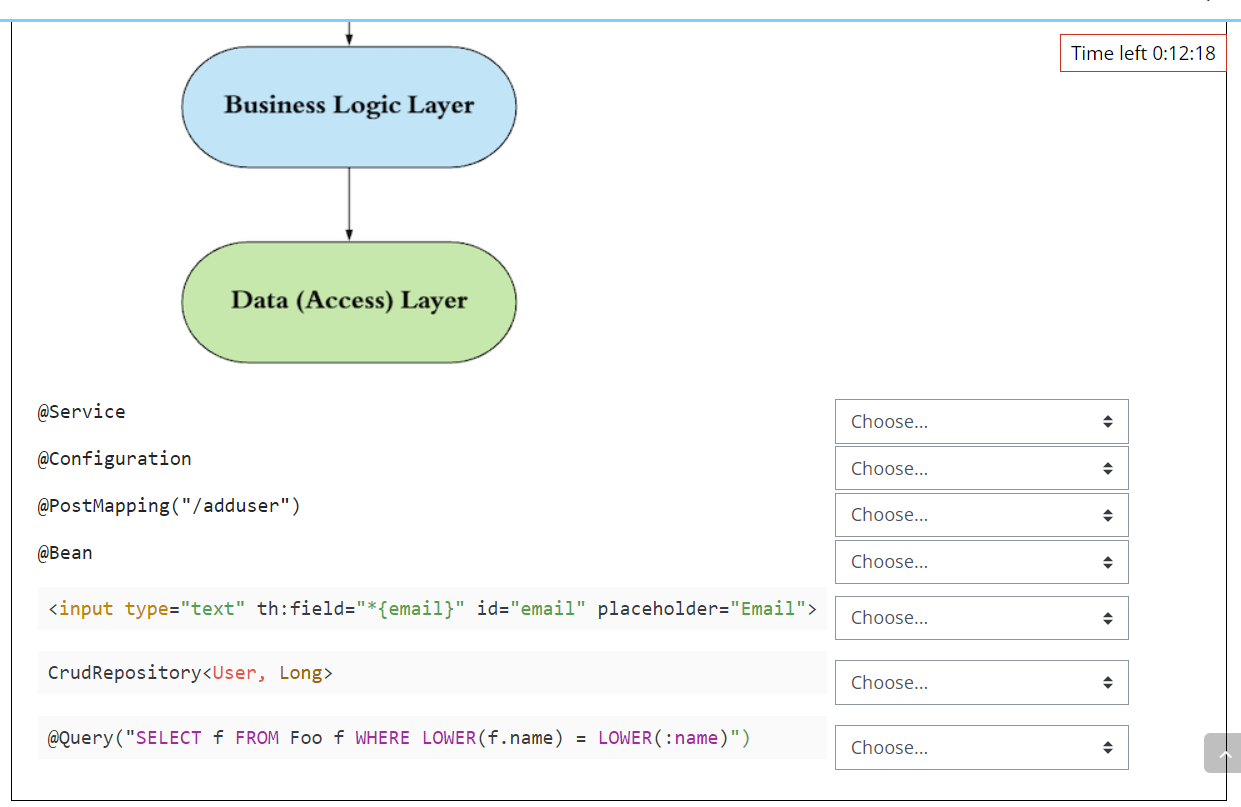 Time left 0:12:18
Business Logic Layer
Data (Access) Layer
@Service
Choose...
@Configuration
Choose...
@PostMapping("/adduser")
Choose...
@Bean
Choose...
<input type="text" th:field="*{email}" id="email" placeholder="Email">
Choose...
CrudRepository<User, Long>
Choose...
@Query("SELECT f FROM Foo f WHERE LOWER(f.name) = LOWER(:name)")
Choose...